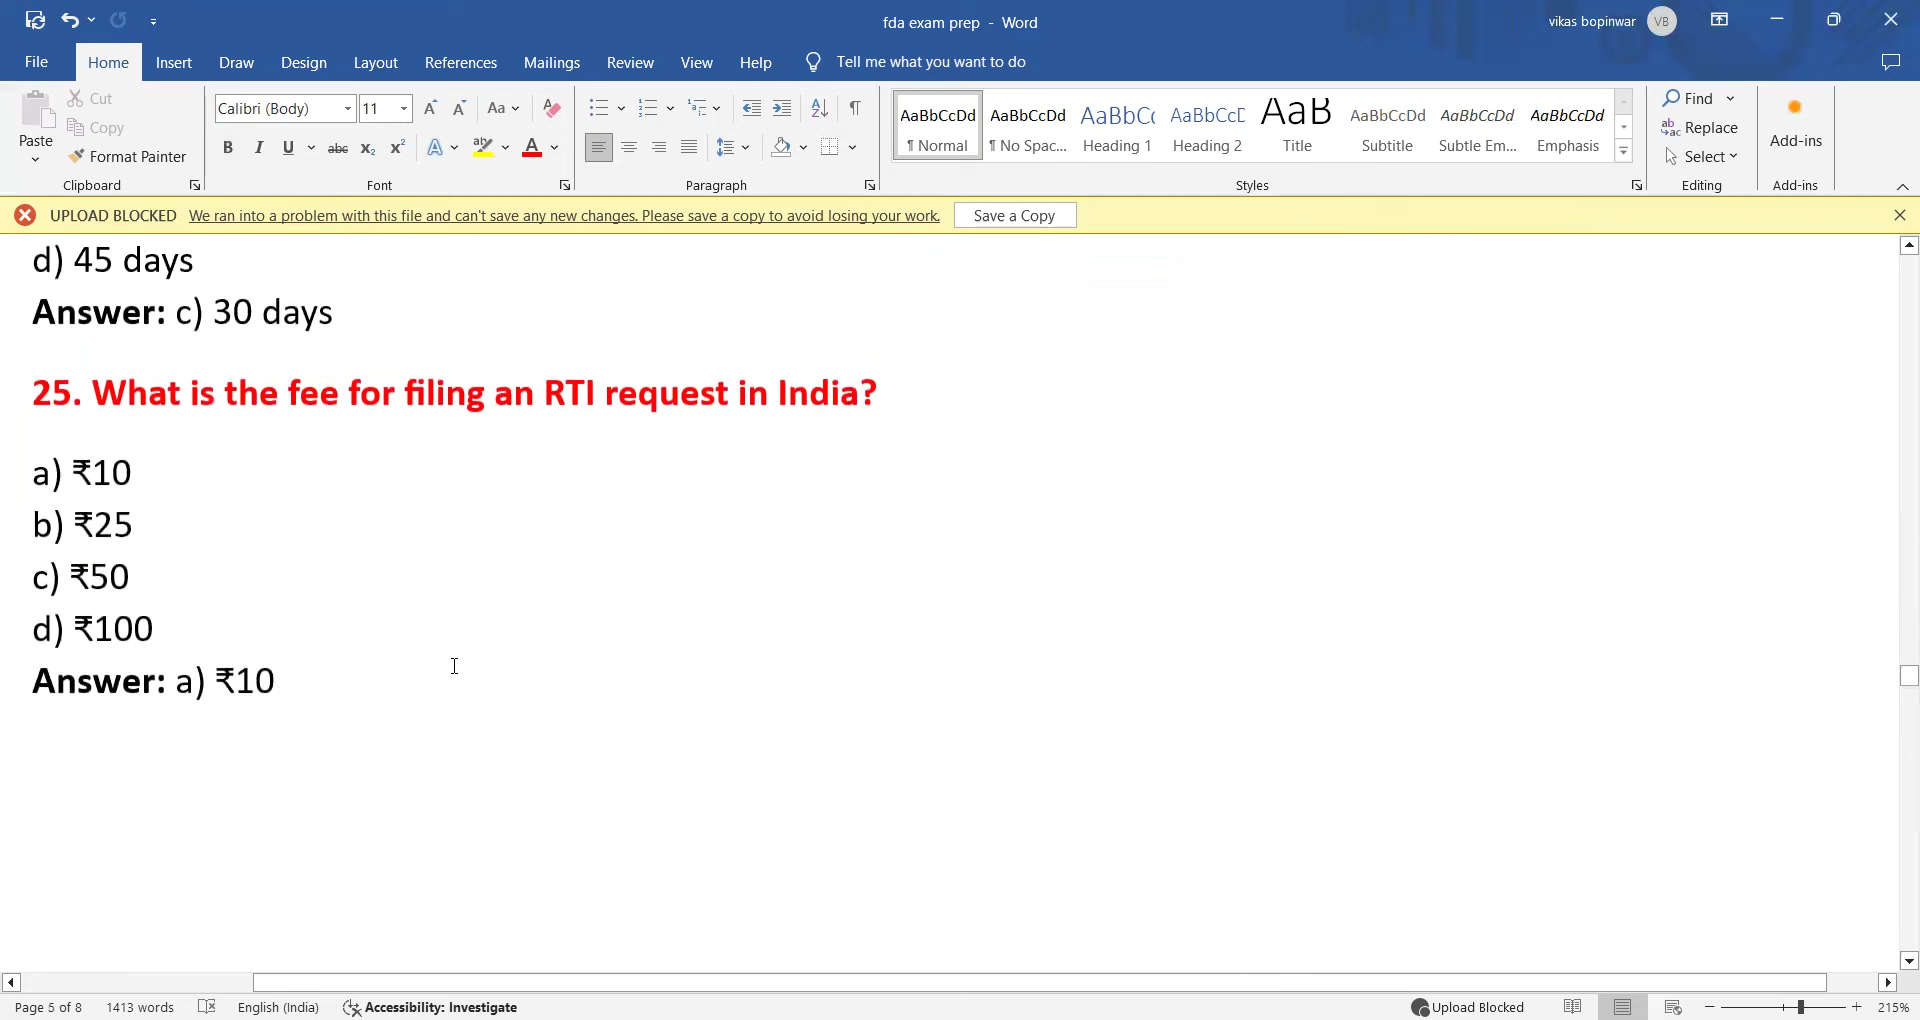 fda exam prep - Word
vikas bopinwar VB
File Home Insert Draw Design Layout References Mailings Review View Help Tell me what you want to do
Paste
Cut
Copy
Format Painter
Clipboard
Calibri (Body) 11
Font
Paragraph
AaBbCcDd AaBbCcDd AaBbCc AaBbCcD AaB AaBbCcDd AaBbCcDd AaBbCcDd
¶ Normal ¶ No Spac... Heading 1 Heading 2 Title Subtitle Subtle Em... Emphasis
Styles
Find
Replace
Select
Editing
Add-ins
Add-ins
UPLOAD BLOCKED We ran into a problem with this file and can't save any new changes. Please save a copy to avoid losing your work. Save a Copy
d) 45 days
Answer: c) 30 days
25. What is the fee for filing an RTI request in India?
a) ₹10
b) ₹25
c) ₹50
d) ₹100
Answer: a) ₹10
Page 5 of 8 1413 words English (India) Accessibility: Investigate Upload Blocked 215%